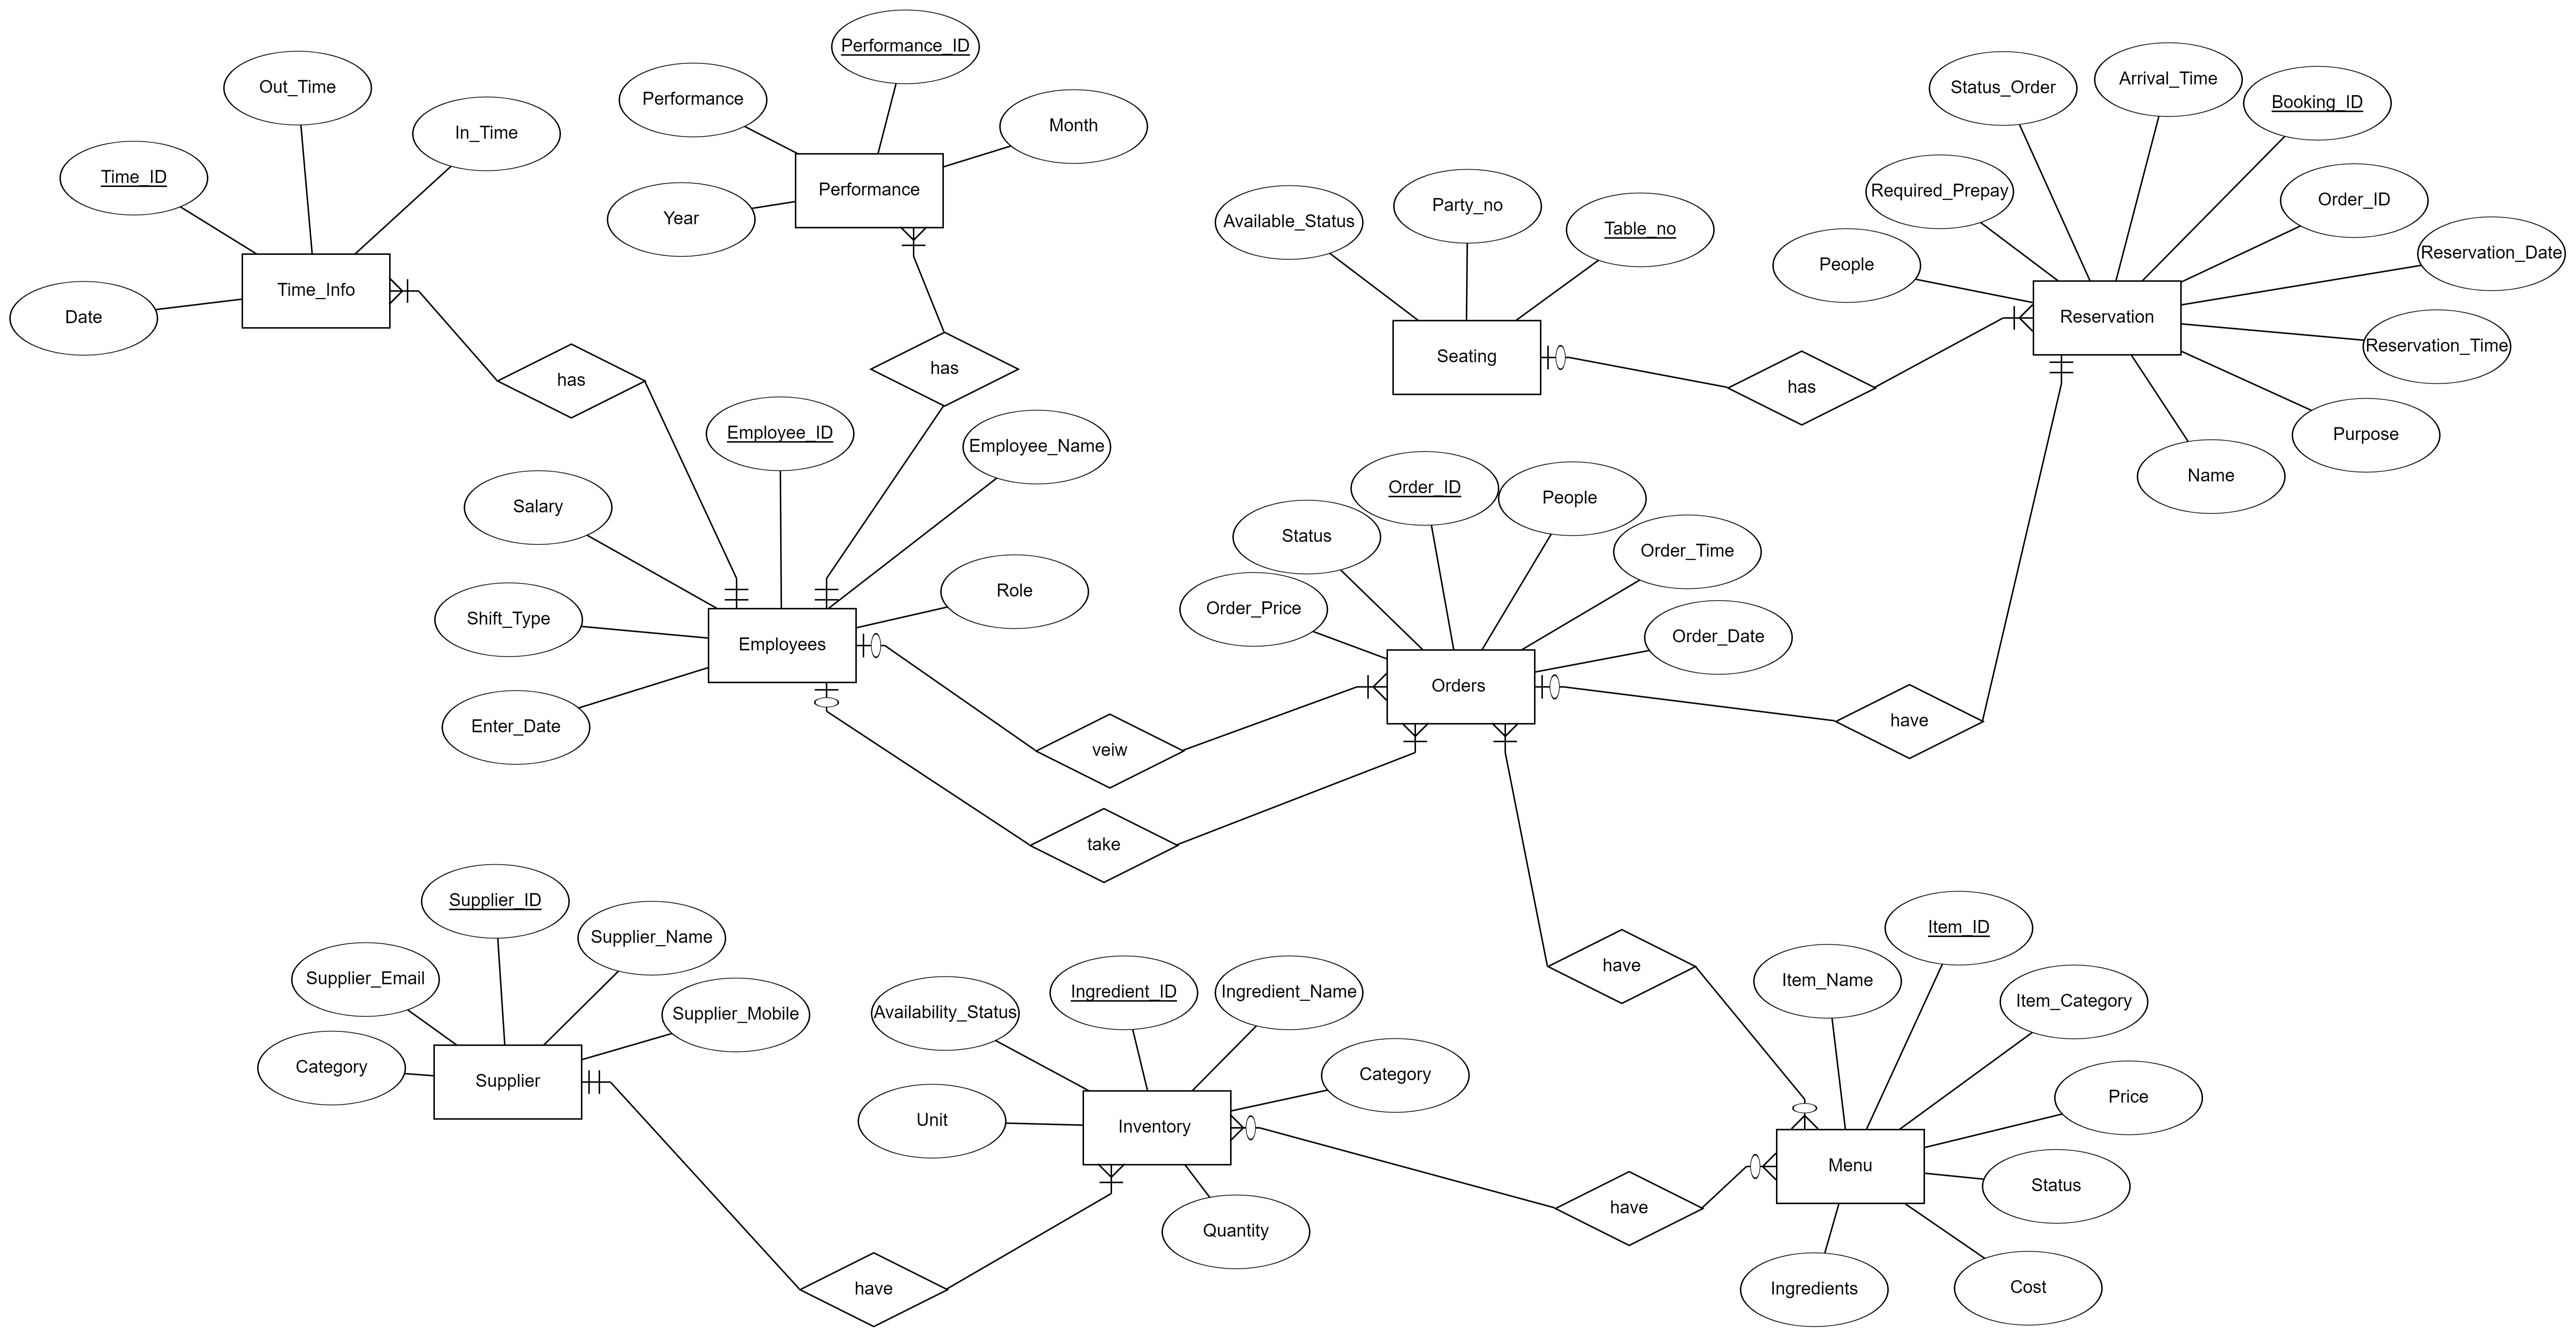 Performance_ID
Out_Time
Performance
Month
In_Time
Time_ID
Year
Performance
Time_Info
Date
has
has
Employee_ID
Employee_Name
Salary
Role
Shift_Type
Employees
Enter_Date
veiw
take
Status_Order
Arrival_Time
Booking_ID
Required_Prepay
Order_ID
Available_Status
Party_no
Table_no
People
Reservation_Date
Reservation
Reservation_Time
Seating
has
Purpose
Name
Order_ID
People
Status
Order_Time
Order_Price
Order_Date
Orders
have
have
Supplier_ID
Supplier_Name
Supplier_Email
Supplier_Mobile
Category
Supplier
have
Availability_Status
Ingredient_ID
Ingredient_Name
Category
Unit
Inventory
Quantity
have
Item_ID
Item_Name
Item_Category
Price
Menu
Status
Ingredients
Cost